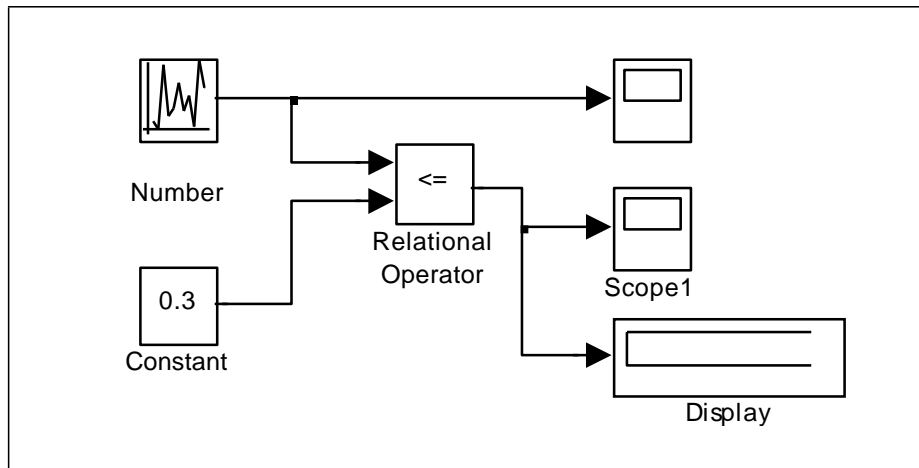 <=
Number
Relational
Operator
0.3
Constant
Scope1
Display